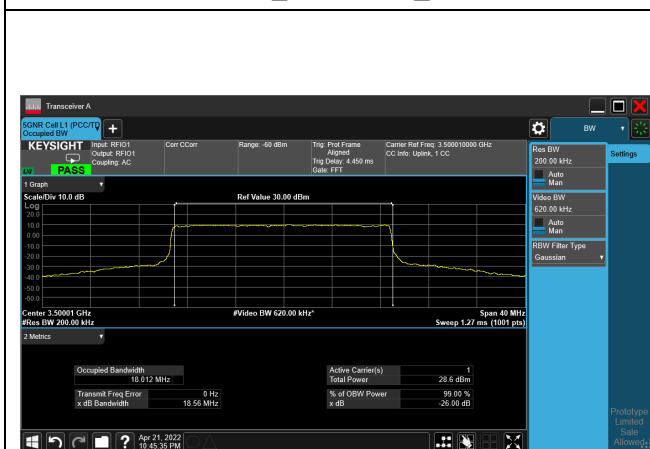 Transceiver A
5GNR Cell L1 (PCC/TD
Occupied BW
BW
KEYSIGHT
LXI
PASS
Input: RFIO1
Output: RFIO1
Coupling: AC
Corr CCorr
Range: -60 dBm
Trig: Prot Frame
Aligned
Trig Delay: 4.450 ms
Gate: FFT
Carrier Ref Freq: 3.500010000 GHz
CC Info: Uplink, 1 CC
Res BW
200.00 kHz
Auto
Man
Video BW
620.00 kHz
Auto
Man
RBW Filter Type
Gaussian
Settings
1 Graph
Scale/Div 10.0 dB
Ref Value 30.00 dBm
Log
20.0
10.0
0.00
-10.0
-20.0
-30.0
-40.0
-50.0
-60.0
Center 3.50001 GHz
#Video BW 620.00 kHz*
Span 40 MHz
#Res BW 200.00 kHz
Sweep 1.27 ms (1001 pts)
2 Metrics
Occupied Bandwidth
18.012 MHz
Active Carrier(s) 1
Total Power 28.6 dBm
Transmit Freq Error 0 Hz
x dB Bandwidth 18.56 MHz
% of OBW Power 99.00 %
x dB -26.00 dB
Prototype
Limited
Sale
Allowed
Apr 21, 2022
10:45:35 PM